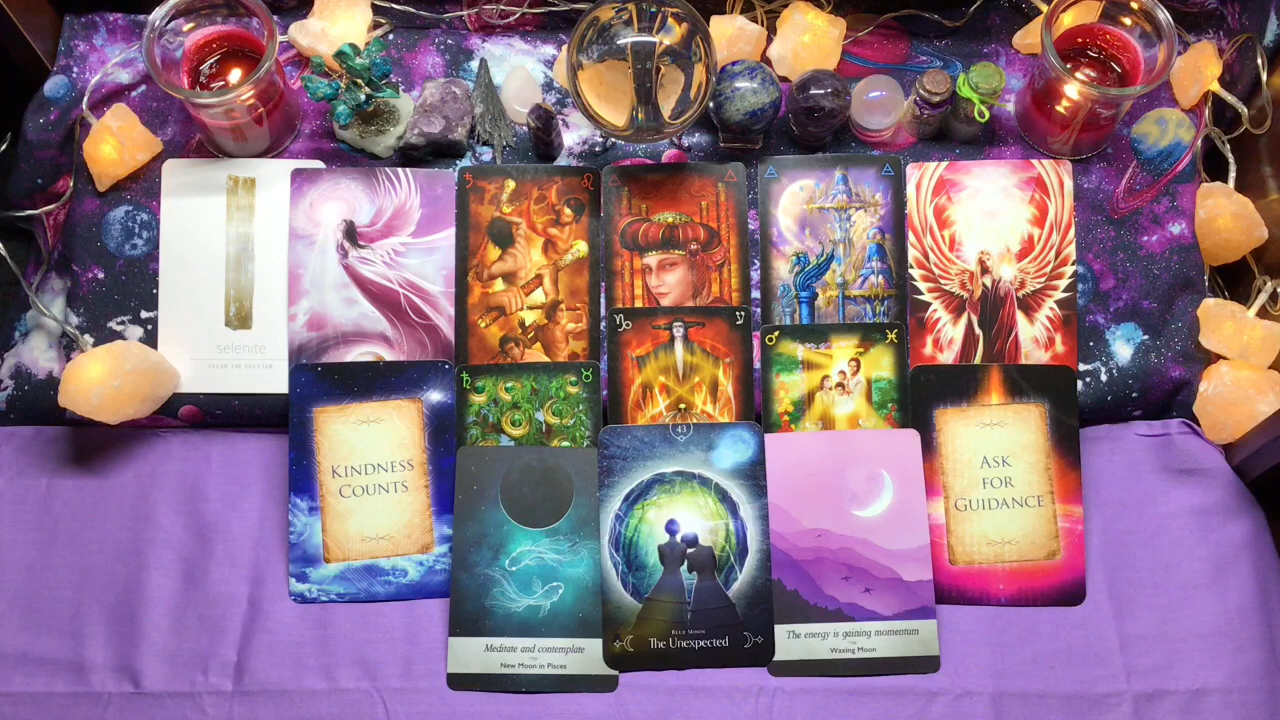 selenite
CLEAR THE CLUTTER
KINDNESS
COUNTS
ASK
FOR
GUIDANCE
Meditate and contemplate
New Moon in Pisces
43
BLUE MOON
The Unexpected
The energy is gaining momentum
Waxing Moon